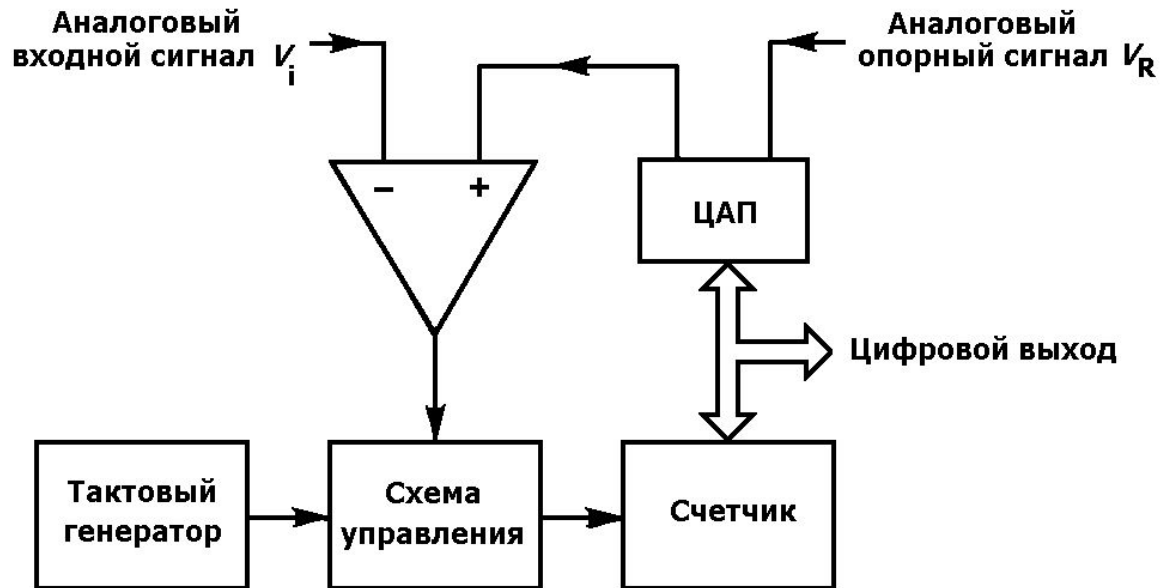 Аналоговый
входной сигнал Vi
Аналоговый
опорный сигнал VR
– +
ЦАП
Цифровой выход
Тактовый
генератор
Схема
управления
Счетчик